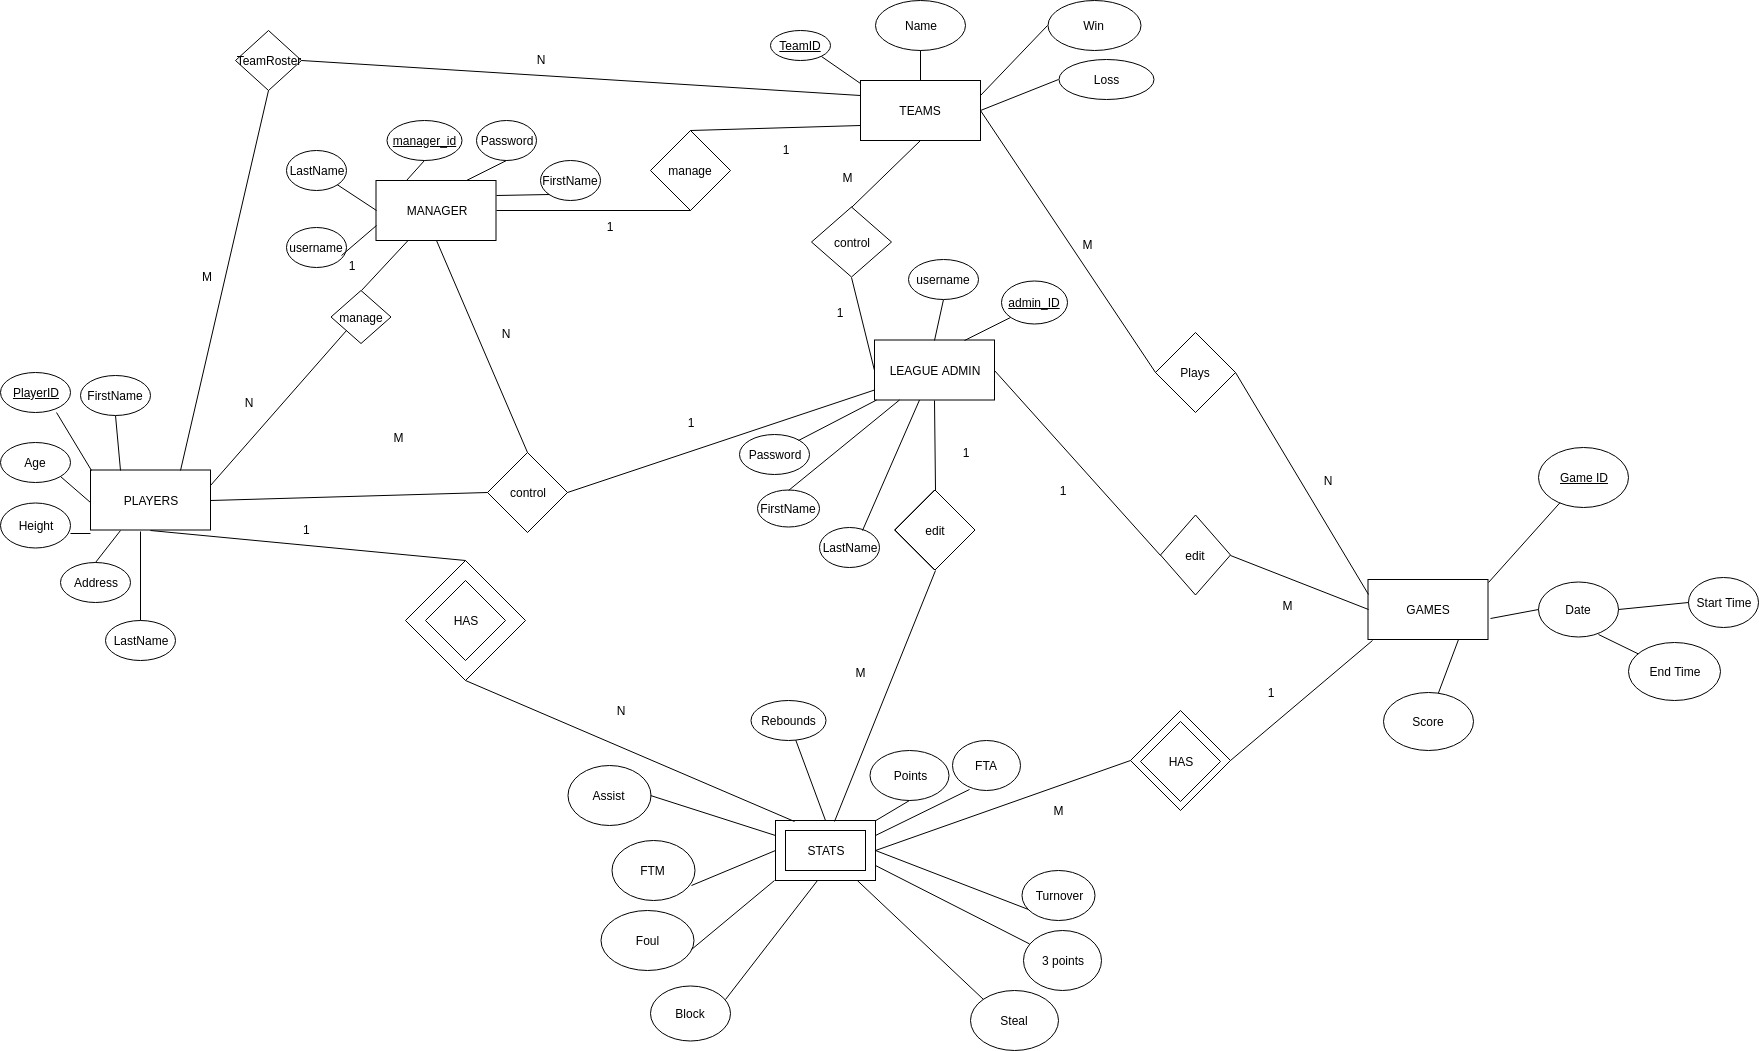 Name
Win
TeamID
TeamRoster
N
Loss
TEAMS
manager_id
Password
1
LastName
manage
FirstName
M
MANAGER
1
username
control
M
1
M
username
admin_ID
1
manage
N
LEAGUE ADMIN
Plays
PlayerID
FirstName
N
1
M
Age
Password
1
N
Game ID
PLAYERS
control
1
FirstName
Height
1
edit
LastName
edit
Address
M
GAMES
Date
Start Time
HAS
LastName
M
End Time
1
N
Rebounds
Score
Points
FTA
HAS
Assist
M
STATS
FTM
Turnover
Foul
3 points
Block
Steal